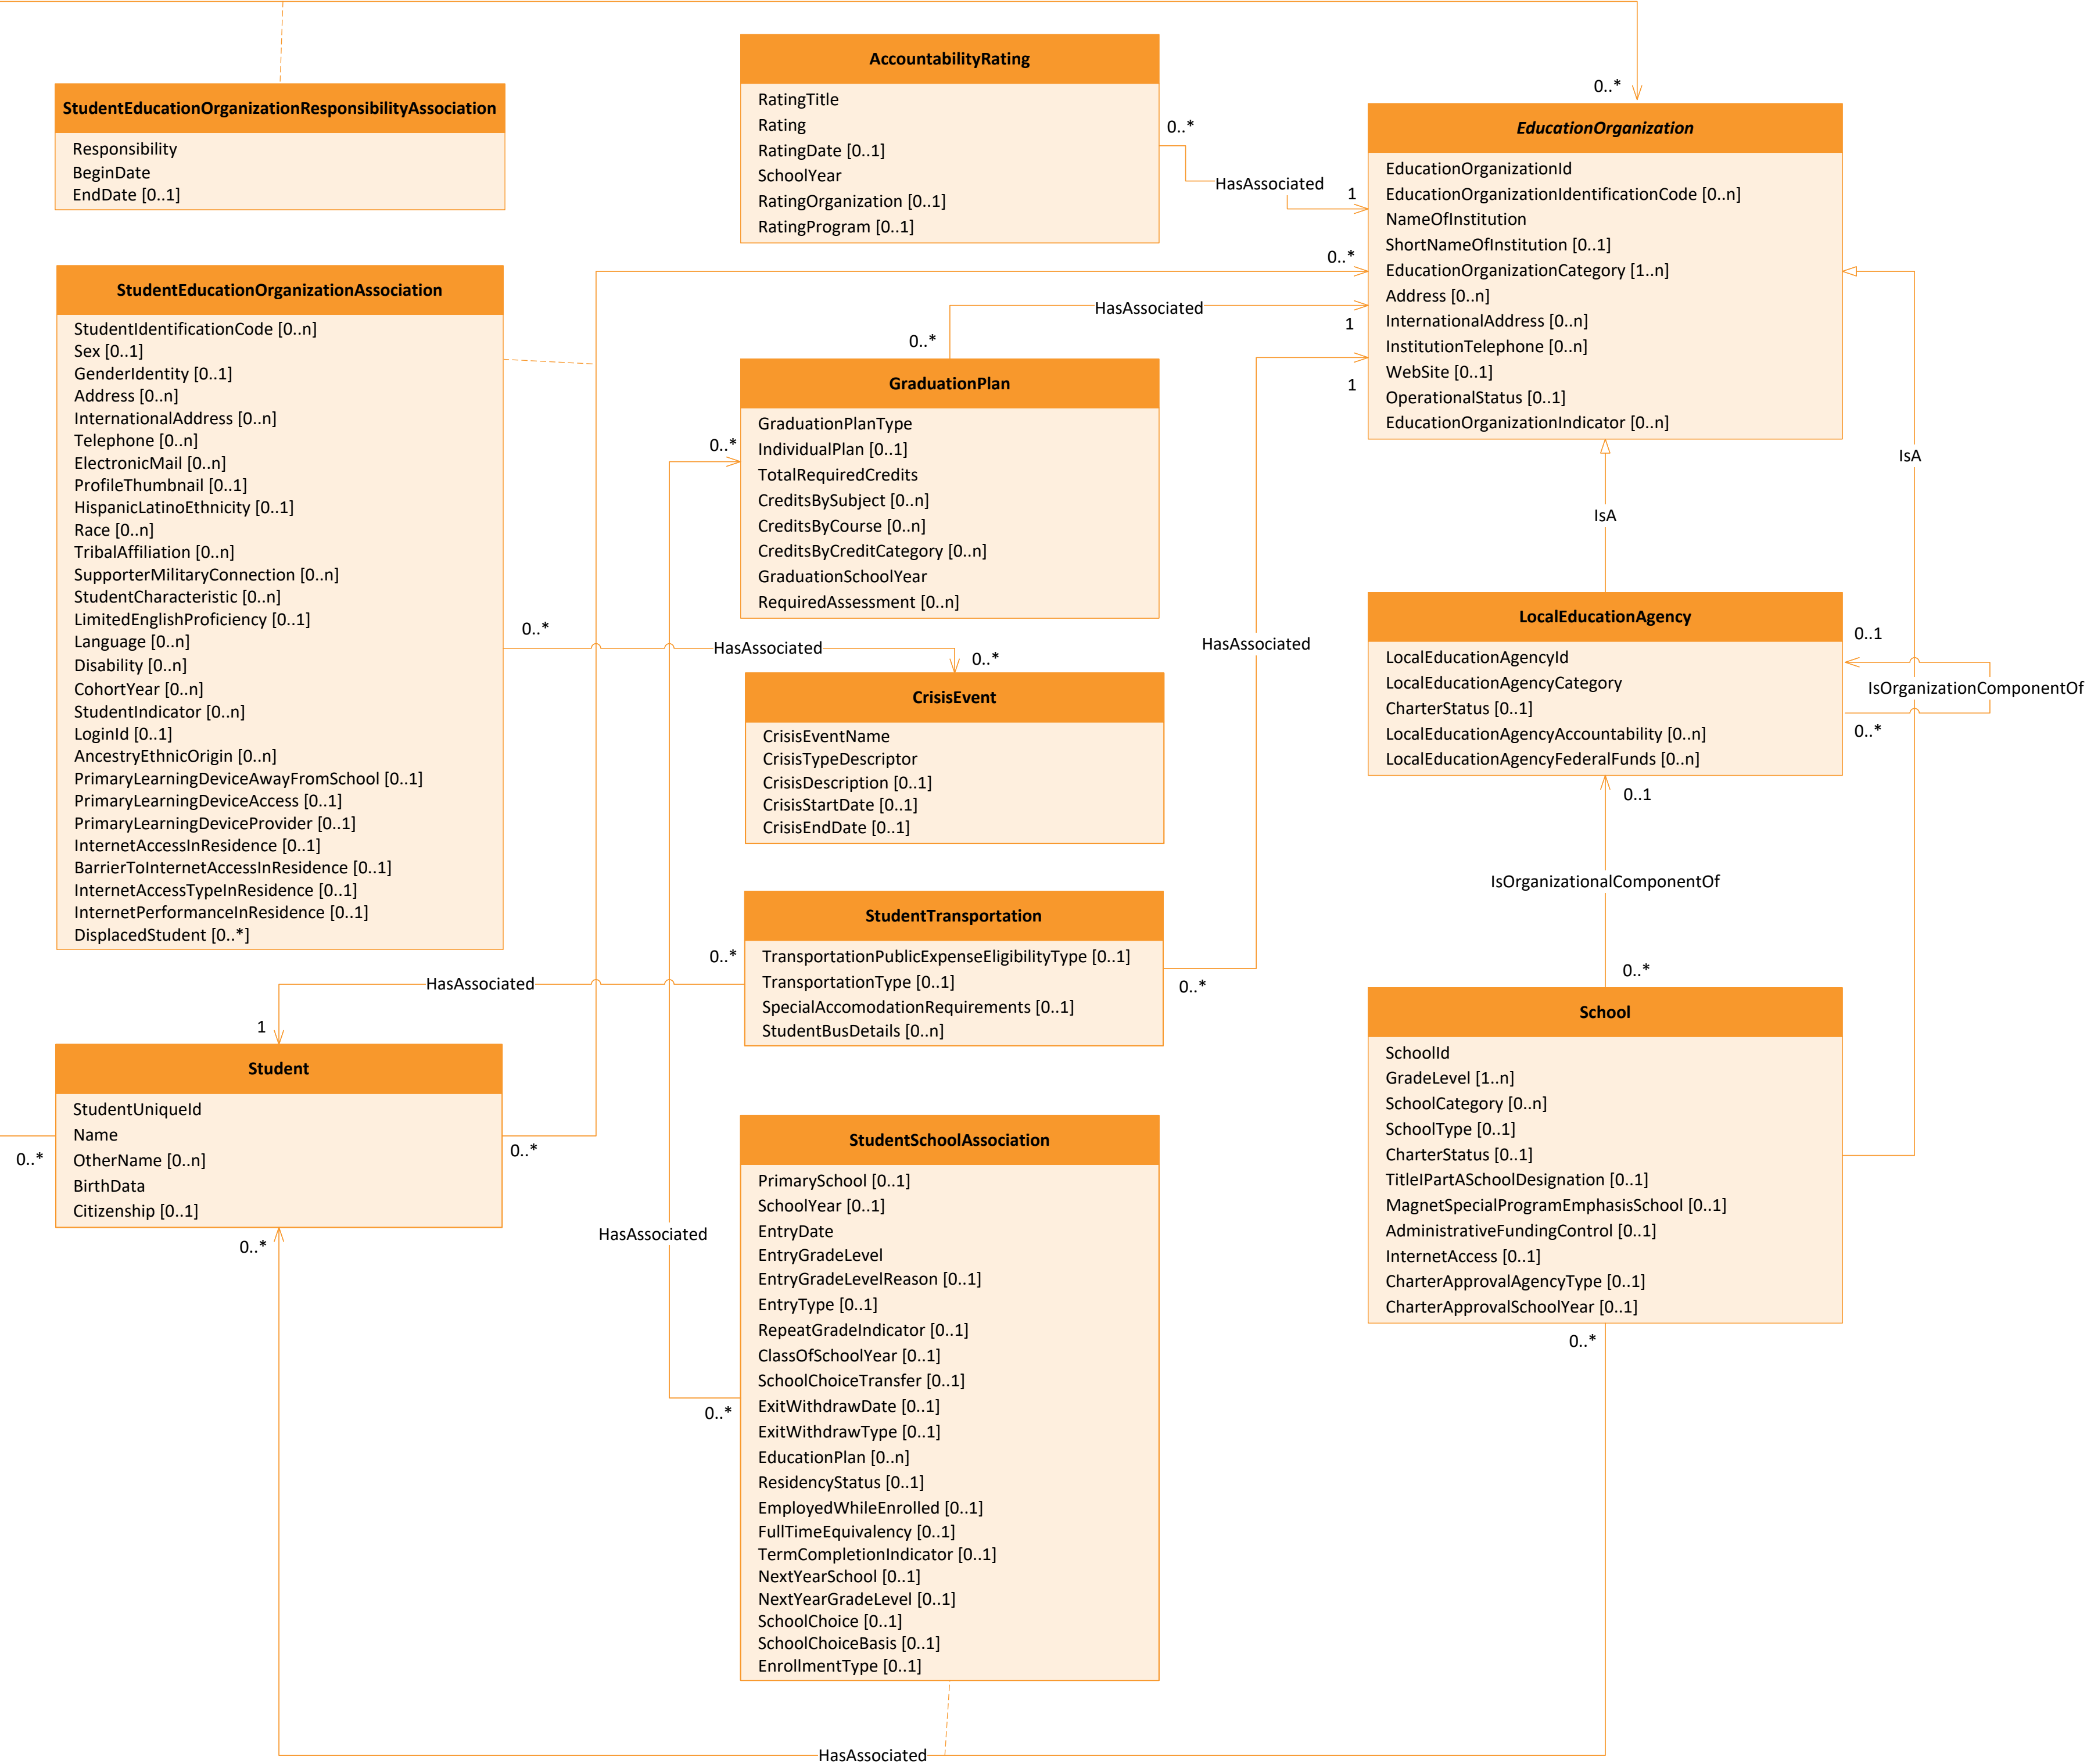 StudentEducationOrganizationResponsibilityAssociation
Responsibility
BeginDate
EndDate [0..1]
StudentEducationOrganizationAssociation
StudentIdentificationCode [0..n]
Sex [0..1]
GenderIdentity [0..1]
Address [0..n]
InternationalAddress [0..n]
Telephone [0..n]
ElectronicMail [0..n]
ProfileThumbnail [0..1]
HispanicLatinoEthnicity [0..1]
Race [0..n]
TribalAffiliation [0..n]
SupporterMilitaryConnection [0..n]
StudentCharacteristic [0..n]
LimitedEnglishProficiency [0..1]
Language [0..n]
Disability [0..n]
CohortYear [0..n]
StudentIndicator [0..n]
LoginId [0..1]
AncestryEthnicOrigin [0..n]
PrimaryLearningDeviceAwayFromSchool [0..1]
PrimaryLearningDeviceAccess [0..1]
PrimaryLearningDeviceProvider [0..1]
InternetAccessInResidence [0..1]
BarrierToInternetAccessInResidence [0..1]
InternetAccessTypeInResidence [0..1]
InternetPerformanceInResidence [0..1]
DisplacedStudent [0..*]
0..*
HasAssociated
0..*
HasAssociated
0..*
1
Student
StudentUniqueId
Name
OtherName [0..n]
BirthData
Citizenship [0..1]
0..*
0..*
0..*
AccountabilityRating
RatingTitle
Rating
RatingDate [0..1]
SchoolYear
RatingOrganization [0..1]
RatingProgram [0..1]
0..*
HasAssociated
1
0..*
HasAssociated
1
0..*
GraduationPlan
GraduationPlanType
IndividualPlan [0..1]
TotalRequiredCredits
CreditsBySubject [0..n]
CreditsByCourse [0..n]
CreditsByCreditCategory [0..n]
GraduationSchoolYear
RequiredAssessment [0..n]
0..*
CrisisEvent
CrisisEventName
CrisisTypeDescriptor
CrisisDescription [0..1]
CrisisStartDate [0..1]
CrisisEndDate [0..1]
StudentTransportation
TransportationPublicExpenseEligibilityType [0..1]
TransportationType [0..1]
SpecialAccomodationRequirements [0..1]
StudentBusDetails [0..n]
0..*
HasAssociated
1
StudentSchoolAssociation
PrimarySchool [0..1]
SchoolYear [0..1]
EntryDate
EntryGradeLevel
EntryGradeLevelReason [0..1]
EntryType [0..1]
RepeatGradeIndicator [0..1]
ClassOfSchoolYear [0..1]
SchoolChoiceTransfer [0..1]
ExitWithdrawDate [0..1]
ExitWithdrawType [0..1]
EducationPlan [0..n]
ResidencyStatus [0..1]
EmployedWhileEnrolled [0..1]
FullTimeEquivalency [0..1]
TermCompletionIndicator [0..1]
NextYearSchool [0..1]
NextYearGradeLevel [0..1]
SchoolChoice [0..1]
SchoolChoiceBasis [0..1]
EnrollmentType [0..1]
HasAssociated
0..*
HasAssociated
0..*
EducationOrganization
EducationOrganizationId
EducationOrganizationIdentificationCode [0..n]
NameOfInstitution
ShortNameOfInstitution [0..1]
EducationOrganizationCategory [1..n]
Address [0..n]
InternationalAddress [0..n]
InstitutionTelephone [0..n]
WebSite [0..1]
OperationalStatus [0..1]
EducationOrganizationIndicator [0..n]
IsA
IsA
LocalEducationAgency
LocalEducationAgencyId
LocalEducationAgencyCategory
CharterStatus [0..1]
LocalEducationAgencyAccountability [0..n]
LocalEducationAgencyFederalFunds [0..n]
0..1
IsOrganizationComponentOf
0..*
0..1
IsOrganizationalComponentOf
0..*
School
SchoolId
GradeLevel [1..n]
SchoolCategory [0..n]
SchoolType [0..1]
CharterStatus [0..1]
TitleIPartASchoolDesignation [0..1]
MagnetSpecialProgramEmphasisSchool [0..1]
AdministrativeFundingControl [0..1]
InternetAccess [0..1]
CharterApprovalAgencyType [0..1]
CharterApprovalSchoolYear [0..1]
0..*